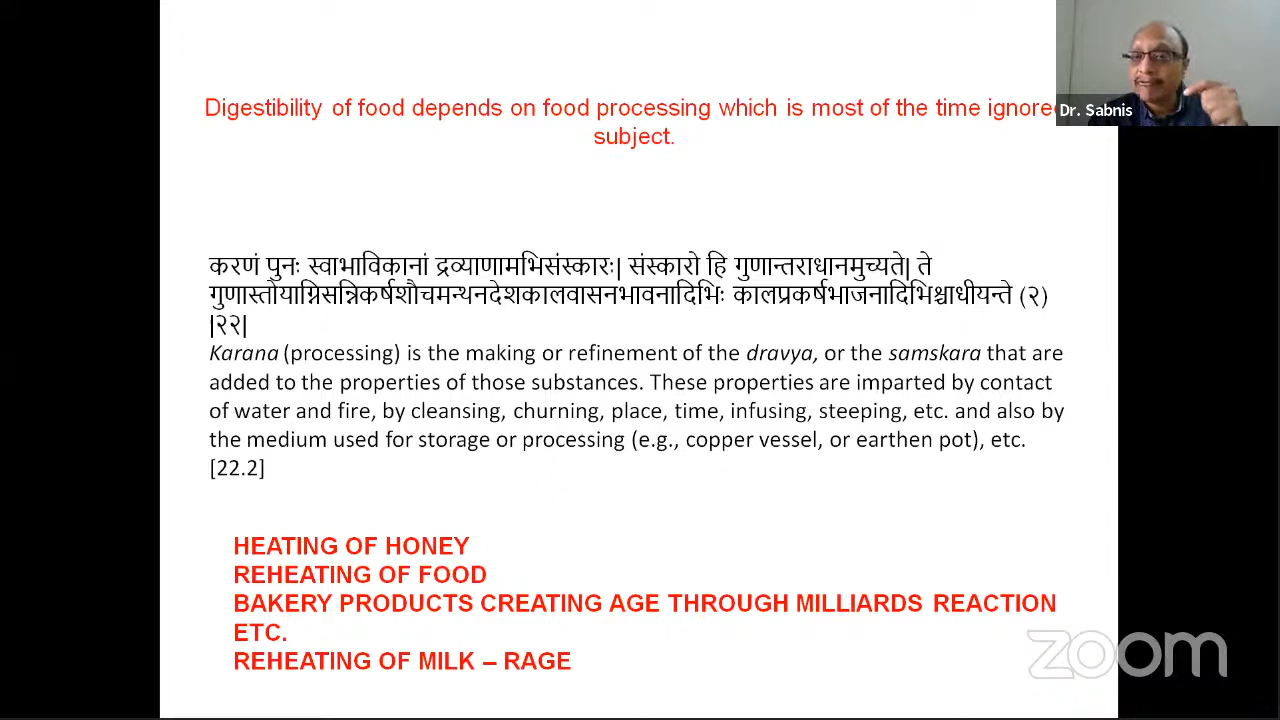 Digestibility of food depends on food processing which is most of the time ignored
subject.
Dr. Sabnis
करणं पुनः स्वाभाविकानां द्रव्याणामभिसंस्कारः| संस्कारो हि गुणान्तराधानमुच्यते| ते
गुणास्तोयाग्निसन्निकर्षशौचमन्थनदेशकालवासनभावनादिभिः कालप्रकर्षभाजनादिभिश्चाधीयन्ते (२)
|२२|
Karana (processing) is the making or refinement of the dravya, or the samskara that are
added to the properties of those substances. These properties are imparted by contact
of water and fire, by cleansing, churning, place, time, infusing, steeping, etc. and also by
the medium used for storage or processing (e.g., copper vessel, or earthen pot), etc.
[22.2]
HEATING OF HONEY
REHEATING OF FOOD
BAKERY PRODUCTS CREATING AGE THROUGH MILLIARDS REACTION
ETC.
REHEATING OF MILK – RAGE
zoom